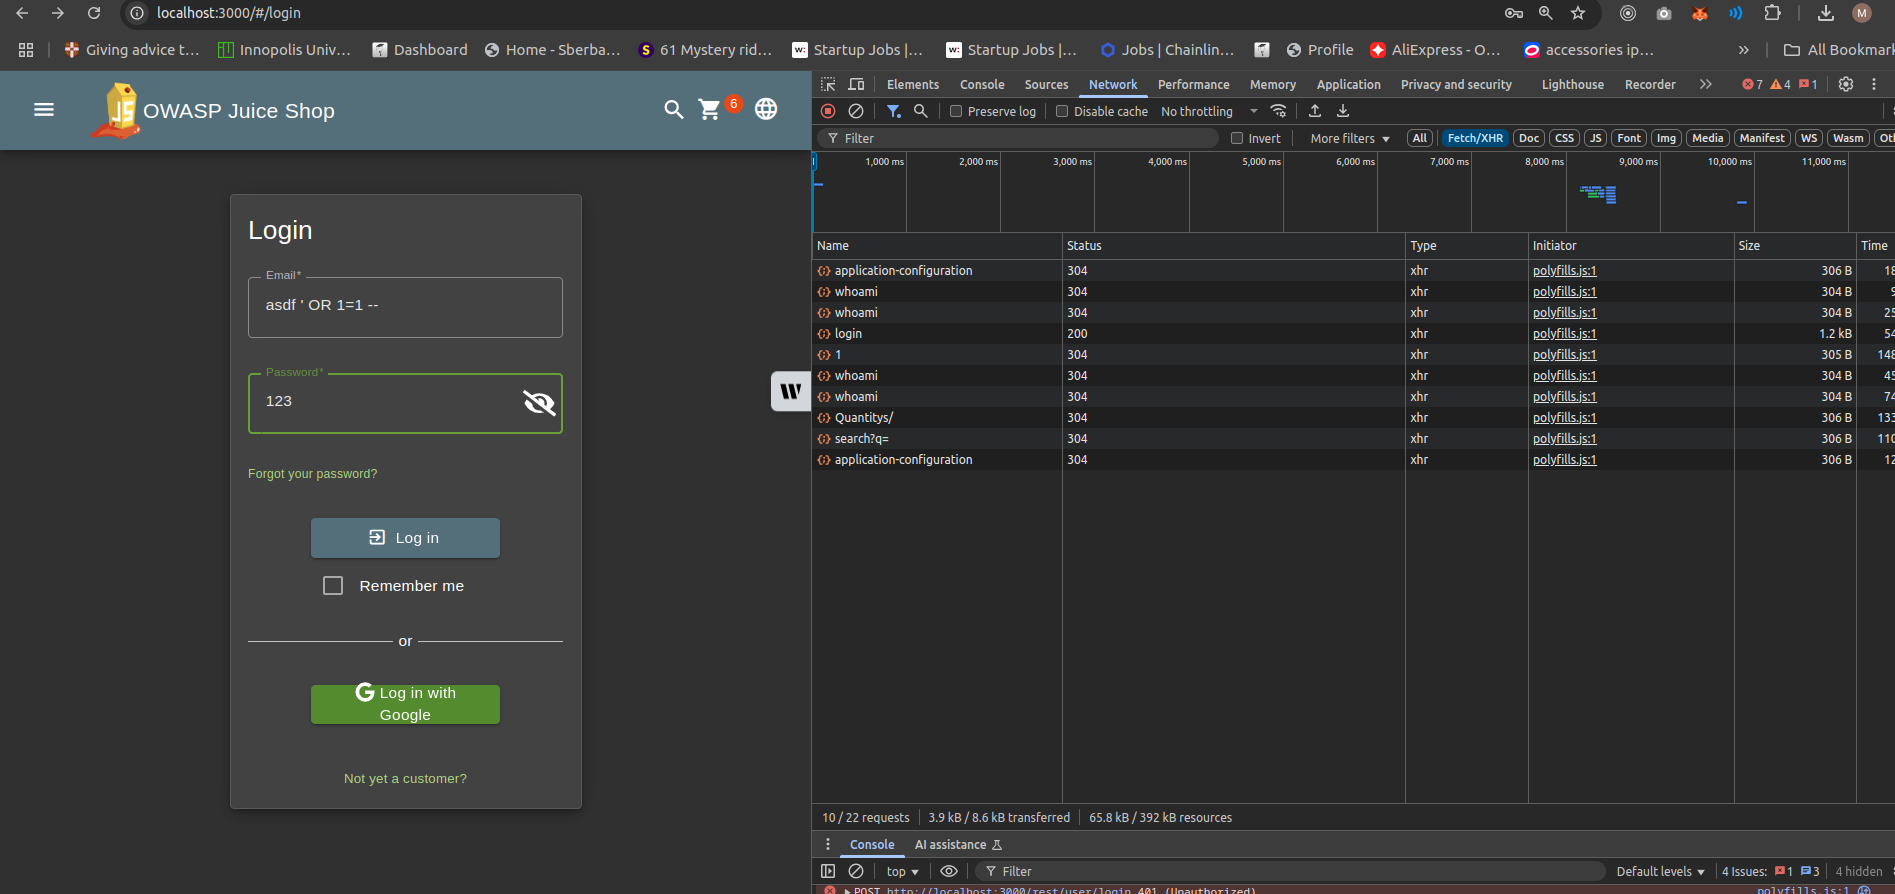 localhost:3000/#/login
M
Giving advice t... Innopolis Univ... Dashboard Home - Sberba... S 61 Mystery rid... w: Startup Jobs |... w: Startup Jobs |... Jobs | Chainlin... Profile AliExpress - O... accessories ip... » All Bookmark
JS OWASP Juice Shop 6
Login
Email*
asdf ' OR 1=1 --
Password*
123
Forgot your password?
Log in
Remember me
or
G Log in with
Google
Not yet a customer?
W
Elements Console Sources Network Performance Memory Application Privacy and security Lighthouse Recorder » 7 4 1
Preserve log Disable cache No throttling
Filter Invert More filters All Fetch/XHR Doc CSS JS Font Img Media Manifest WS Wasm Ot
1,000 ms 2,000 ms 3,000 ms 4,000 ms 5,000 ms 6,000 ms 7,000 ms 8,000 ms 9,000 ms 10,000 ms 11,000 ms
Name Status Type Initiator Size Time
application-configuration 304 xhr polyfills.js:1 306 B 18
whoami 304 xhr polyfills.js:1 304 B 9
whoami 304 xhr polyfills.js:1 304 B 25
login 200 xhr polyfills.js:1 1.2 kB 54
1 304 xhr polyfills.js:1 305 B 148
whoami 304 xhr polyfills.js:1 304 B 45
whoami 304 xhr polyfills.js:1 304 B 74
Quantitys/ 304 xhr polyfills.js:1 306 B 133
search?q= 304 xhr polyfills.js:1 306 B 110
application-configuration 304 xhr polyfills.js:1 306 B 12
10 / 22 requests 3.9 kB / 8.6 kB transferred 65.8 kB / 392 kB resources
Console AI assistance
top Filter Default levels 4 Issues: 1 3 4 hidden
POST http://localhost:3000/rest/user/login 401 (Unauthorized) polyfills.js:1